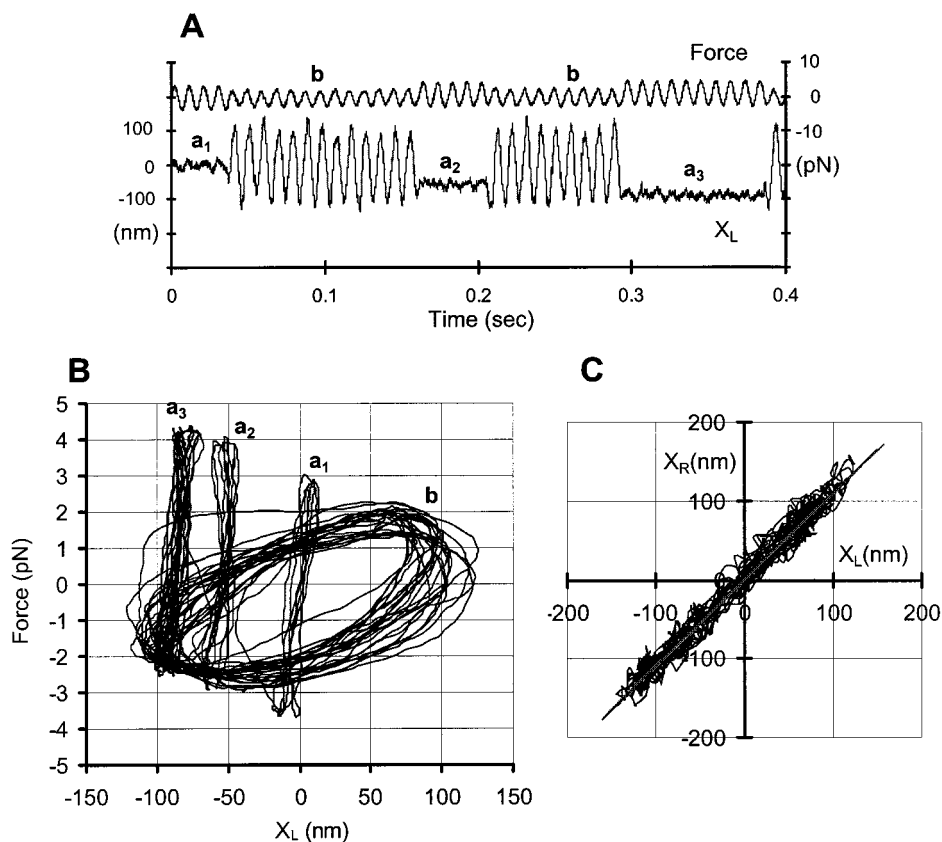 A
Force
b b
10
0
-10
(pN)
100
0
-100
(nm)
a1
a2
a3
XL
0 0.1 0.2 0.3 0.4
Time (sec)
B
5
4
3
2
1
0
-1
-2
-3
-4
-5
Force (pN)
a3
a2
a1
b
-150 -100 -50 0 50 100 150
XL (nm)
C
200
XR(nm)
100
XL(nm)
0
-200 -100 0 100 200
-100
-200